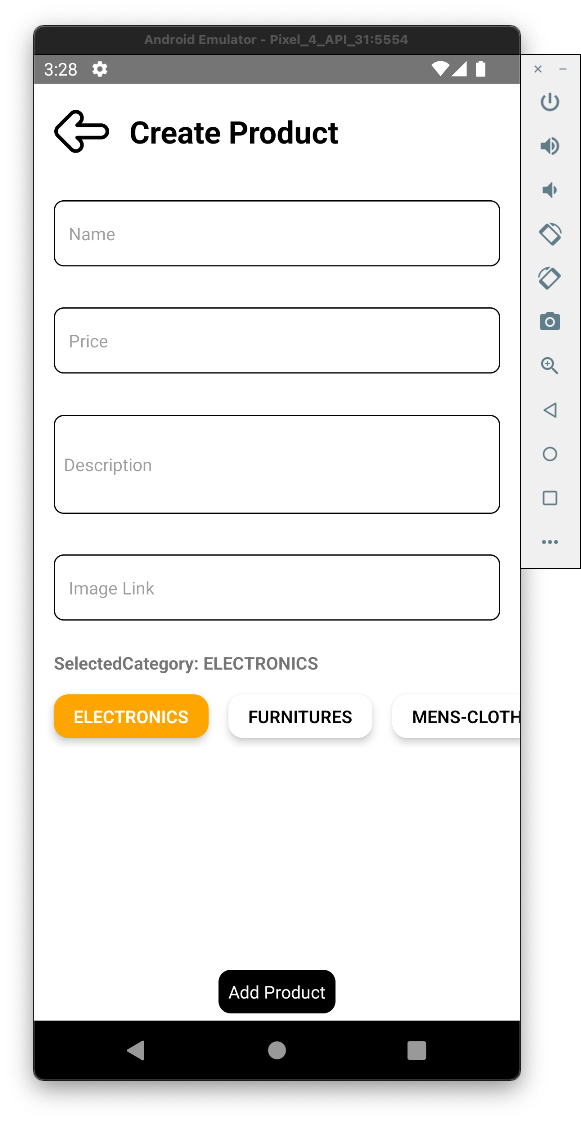 Android Emulator - Pixel_4_API_31:5554
3:28
Create Product
Name
Price
Description
Image Link
SelectedCategory: ELECTRONICS
ELECTRONICS FURNITURES MENS-CLOTH
Add Product